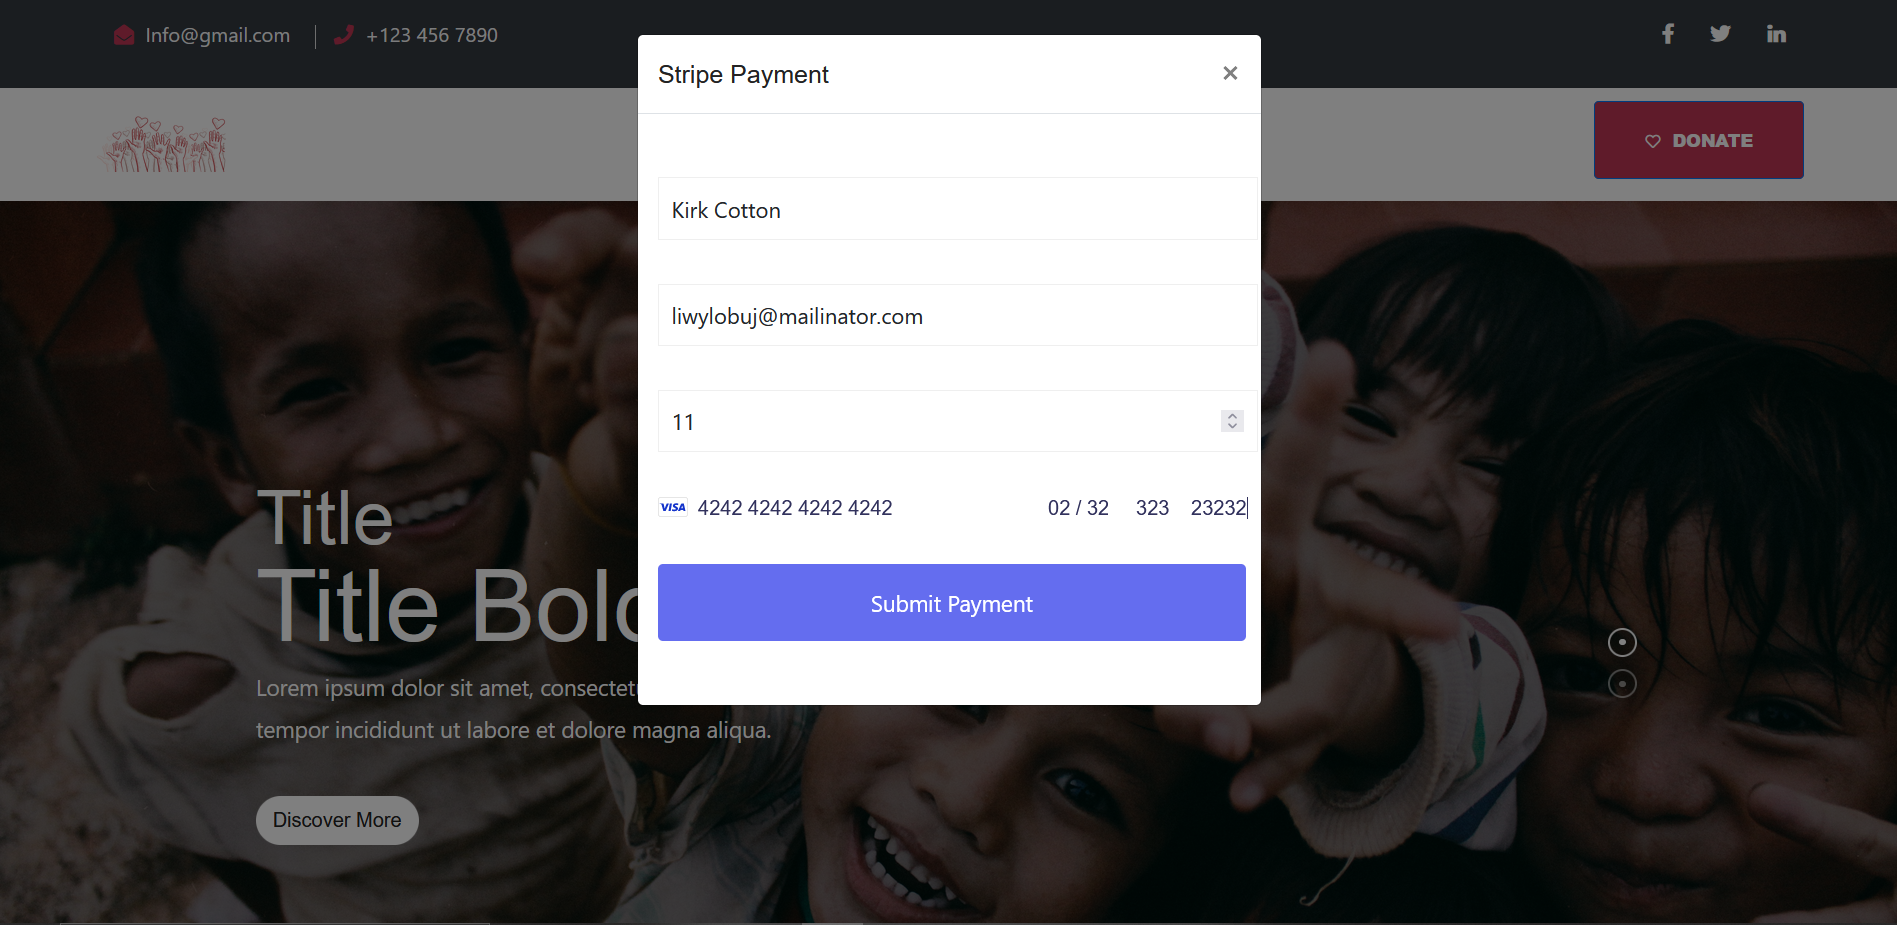 Info@gmail.com
+123 456 7890
DONATE
Stripe Payment
×
Kirk Cotton
liwylobuj@mailinator.com
11
VISA 4242 4242 4242 4242 02 / 32 323 23232
Submit Payment
Title
Title Bold
Lorem ipsum dolor sit amet,
tempor incididunt ut labore et dolore magna aliqua.
Discover More